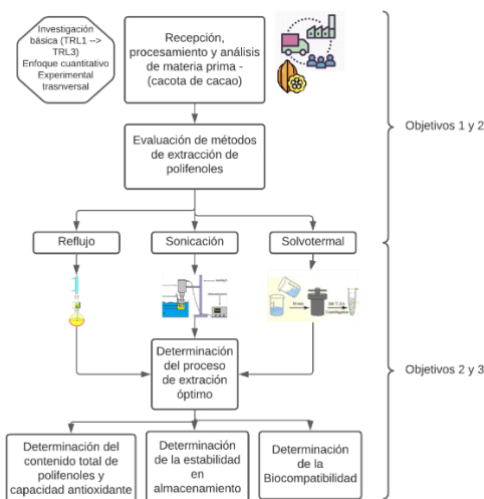 Investigación
básica (TRL1 -->
TRL3)
Enfoque cuantitativo
Experimental
trasnversal
Recepción,
procesamiento y análisis
de materia prima -
(cacota de cacao)
Objetivos 1 y 2
Evaluación de métodos
de extracción de
polifenoles
Reflujo
Sonicación
Solvotermal
Determinación
del proceso
de extración
óptimo
Objetivos 2 y 3
Determinación del
contenido total de
polifenoles y
capacidad antioxidante
Determinación
de la estabilidad
en
almacenamiento
Determinación
de la
Biocompatibilidad